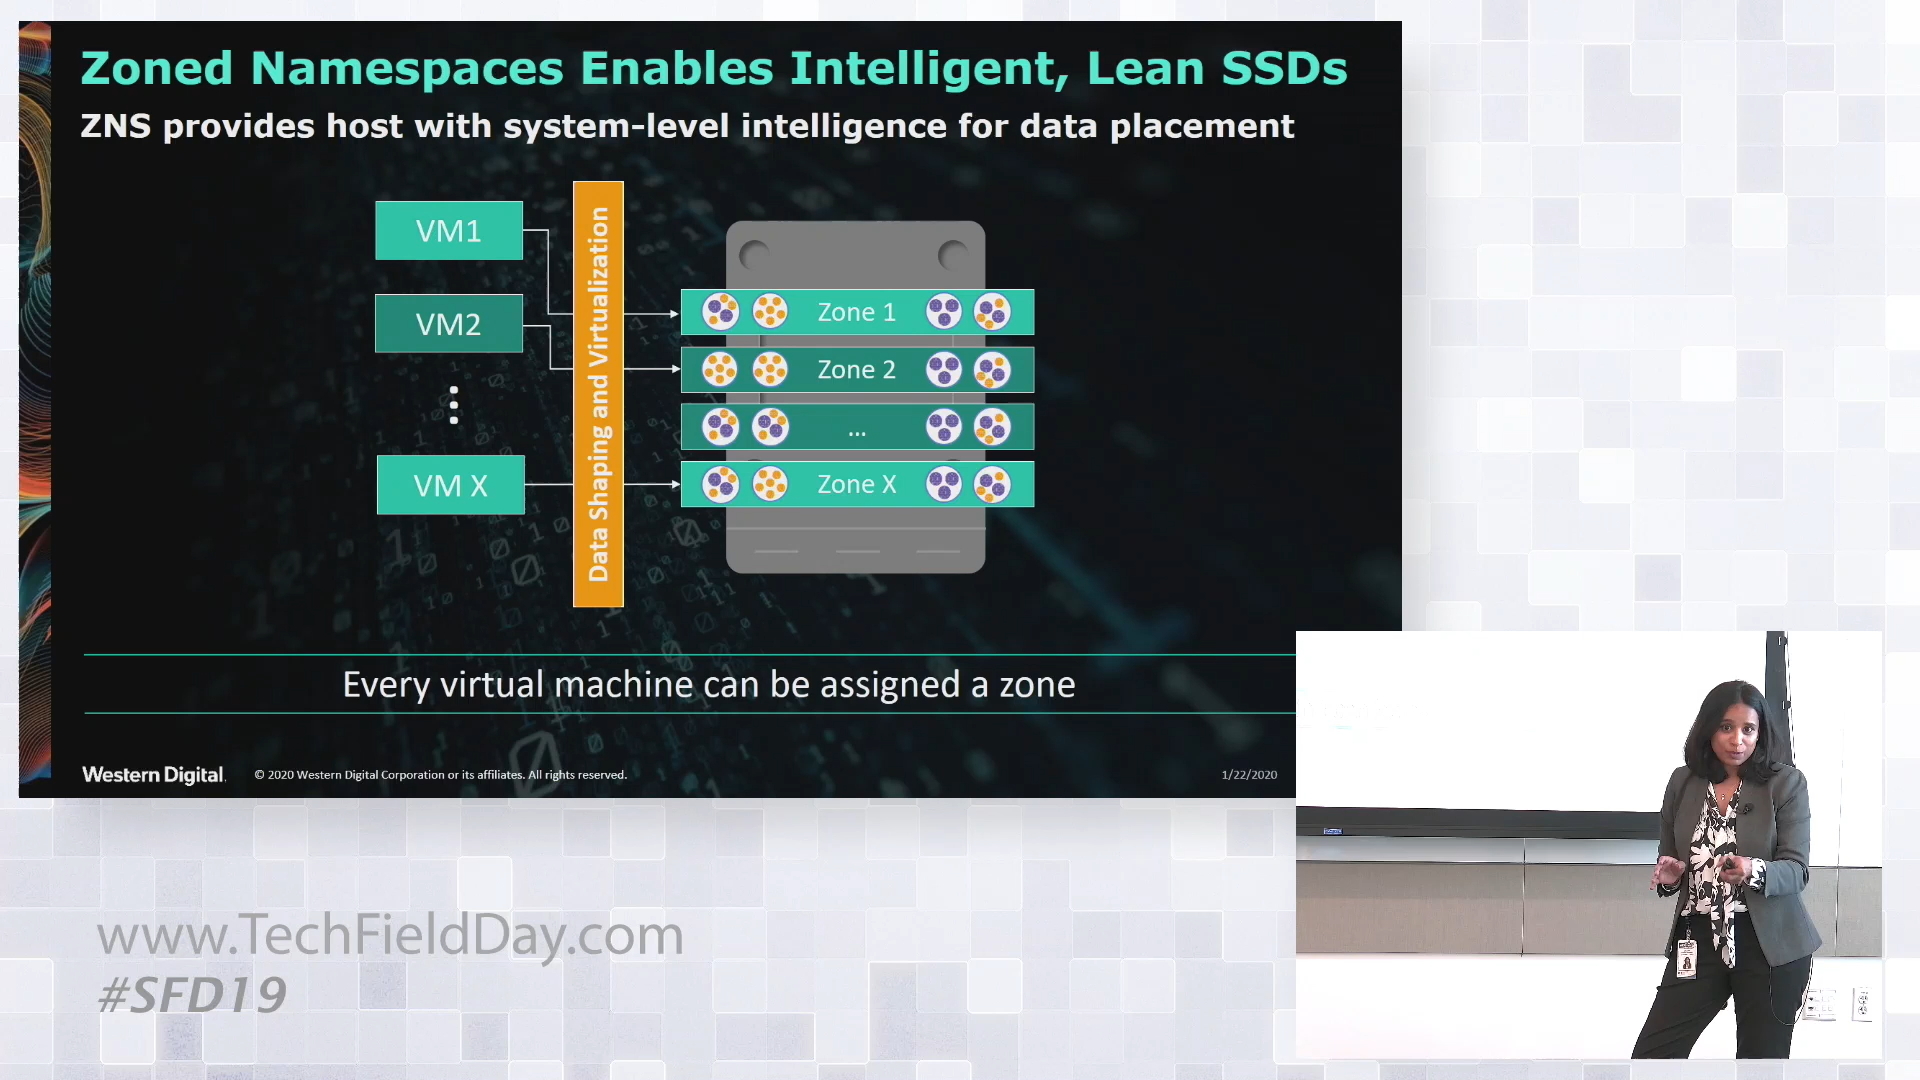 Zoned Namespaces Enables Intelligent, Lean SSDs
ZNS provides host with system-level intelligence for data placement
VM1
VM2
VM X
Data Shaping and Virtualization
Zone 1
Zone 2
...
Zone X
Every virtual machine can be assigned a zone
Western Digital.
© 2020 Western Digital Corporation or its affiliates. All rights reserved.
1/22/2020
www.TechFieldDay.com
#SFD19